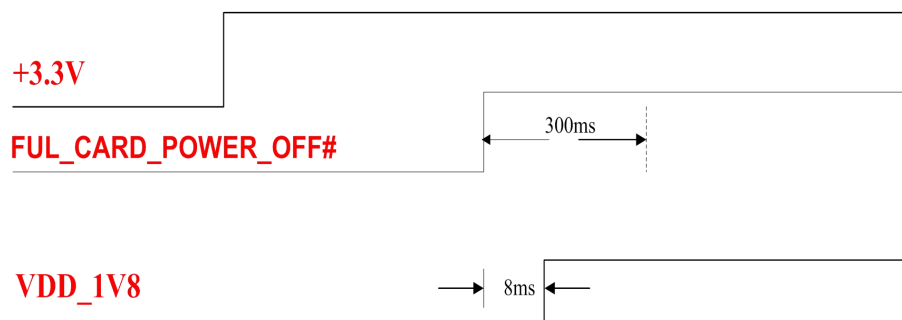 +3.3V
300ms
FUL_CARD_POWER_OFF#
VDD_1V8
8ms